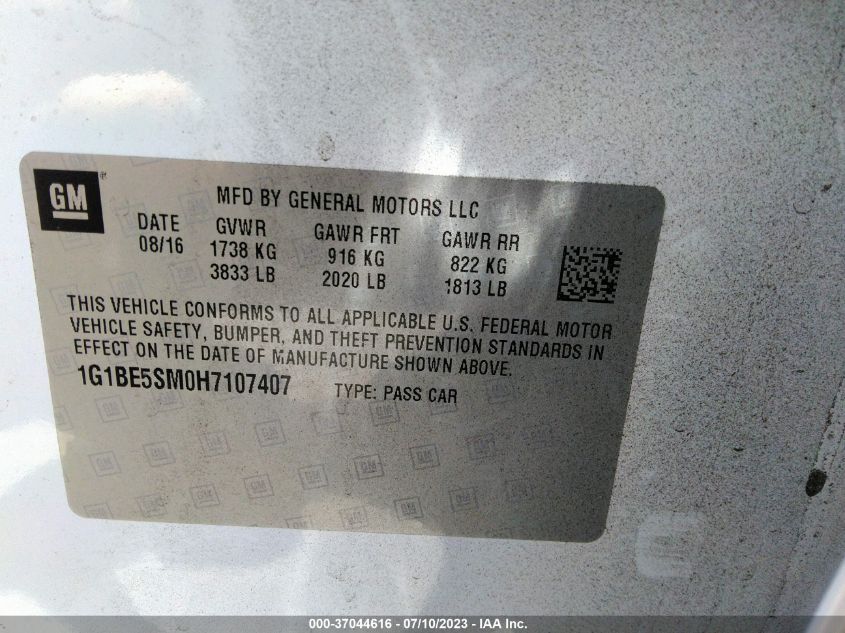 GM
MFD BY GENERAL MOTORS LLC
DATE GVWR GAWR FRT GAWR RR
08/16 1738 KG 916 KG 822 KG
3833 LB 2020 LB 1813 LB
THIS VEHICLE CONFORMS TO ALL APPLICABLE U.S. FEDERAL MOTOR
VEHICLE SAFETY, BUMPER, AND THEFT PREVENTION STANDARDS IN
EFFECT ON THE DATE OF MANUFACTURE SHOWN ABOVE.
1G1BE5SM0H7107407 TYPE: PASS CAR
000-37044616 - 07/10/2023 - IAA Inc.